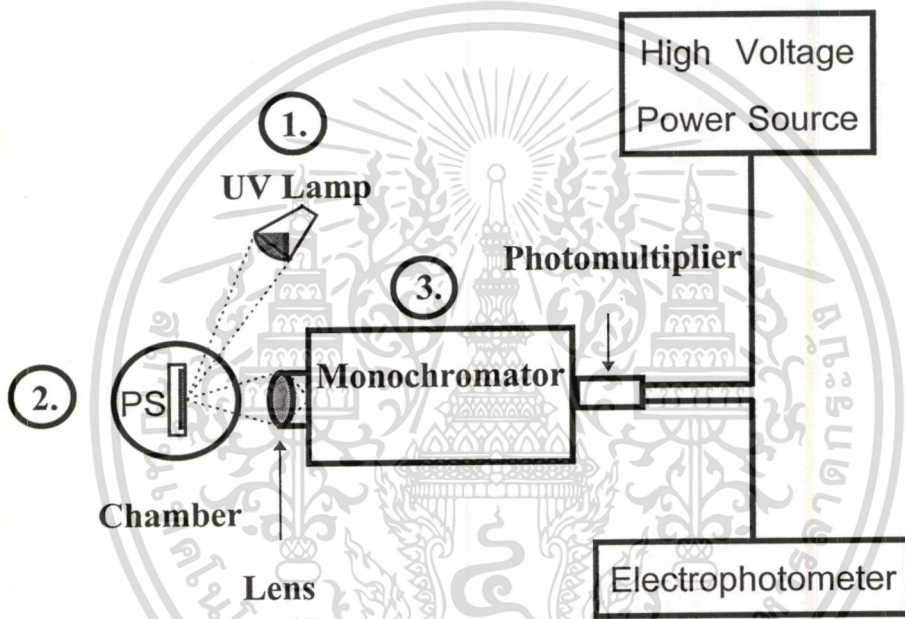 High Voltage
Power Source
1.
UV Lamp
Photomultiplier
3.
Monochromator
2.
PS
Chamber
Lens
Electrophotometer